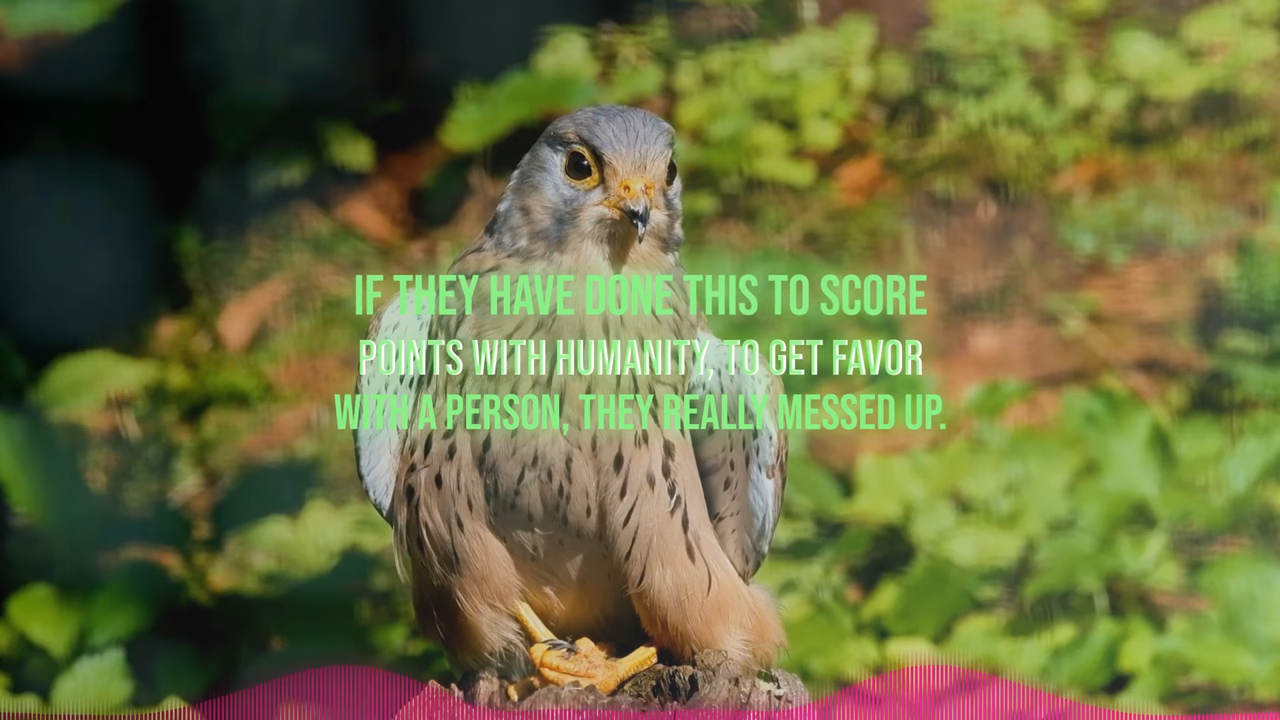 IF THEY HAVE DONE THIS TO SCORE
POINTS WITH HUMANITY, TO GET FAVOR
WITH A PERSON, THEY REALLY MESSED UP.